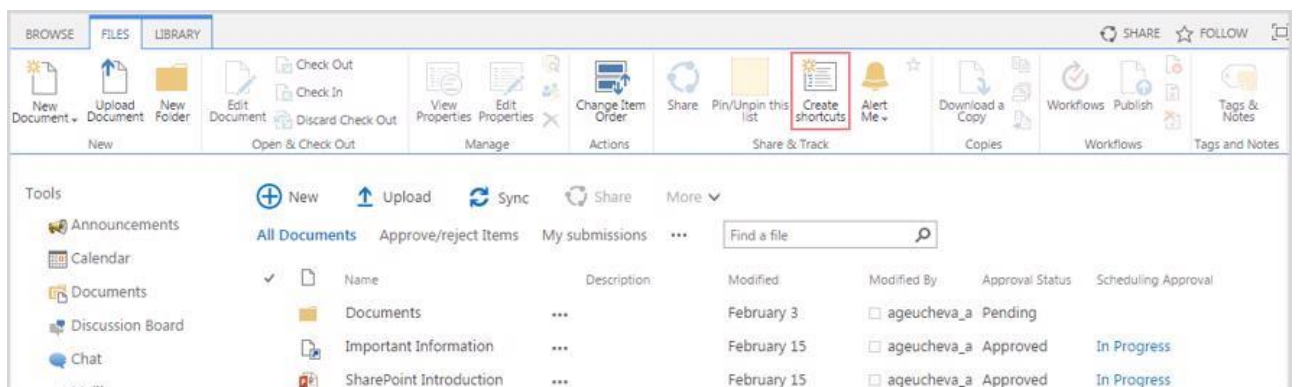 BROWSE FILES LIBRARY SHARE FOLLOW
New Document Upload Document New Folder
Edit Document Check Out Check In Discard Check Out
View Properties Edit Properties
Change Item Order
Share Pin/Unpin this list Create shortcuts Alert Me
Download a Copy
Workflows Publish
Tags & Notes
New Open & Check Out Manage Actions Share & Track Copies Workflows Tags and Notes
Tools
Announcements
Calendar
Documents
Discussion Board
Chat
New Upload Sync Share More
All Documents Approve/reject Items My submissions ••• Find a file
Name Description Modified Modified By Approval Status Scheduling Approval
Documents ••• February 3 ageucheva_a Pending
Important Information ••• February 15 ageucheva_a Approved In Progress
SharePoint Introduction ••• February 15 ageucheva_a Approved In Progress